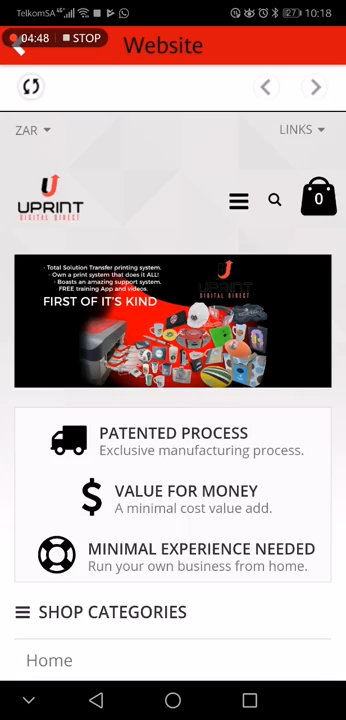 TelkomSA 4G 27 10:18
04:48 STOP
Website
ZAR LINKS
UPRINT
DIGITAL DIRECT
0
- Total Solution Transfer printing system.
- Own a print system that does it ALL!
- Boasts an amazing support system.
FREE training App and videos.
FIRST OF IT'S KIND
UPRINT
DIGITAL DIRECT
PATENTED PROCESS
Exclusive manufacturing process.
$ VALUE FOR MONEY
A minimal cost value add.
MINIMAL EXPERIENCE NEEDED
Run your own business from home.
SHOP CATEGORIES
Home